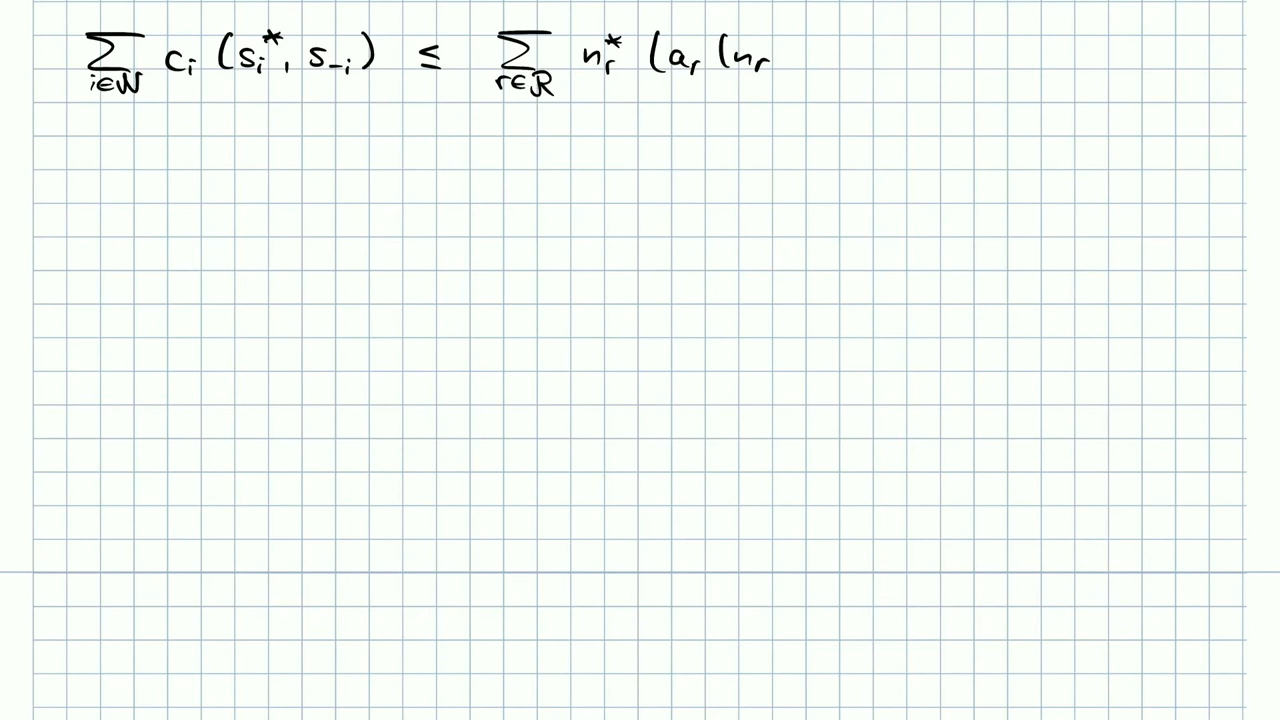 ∑_{i∈𝒩} c_i (s_i^*, s_{-i}) ≤ ∑_{r∈ℛ} n_r^* (a_r (n_r